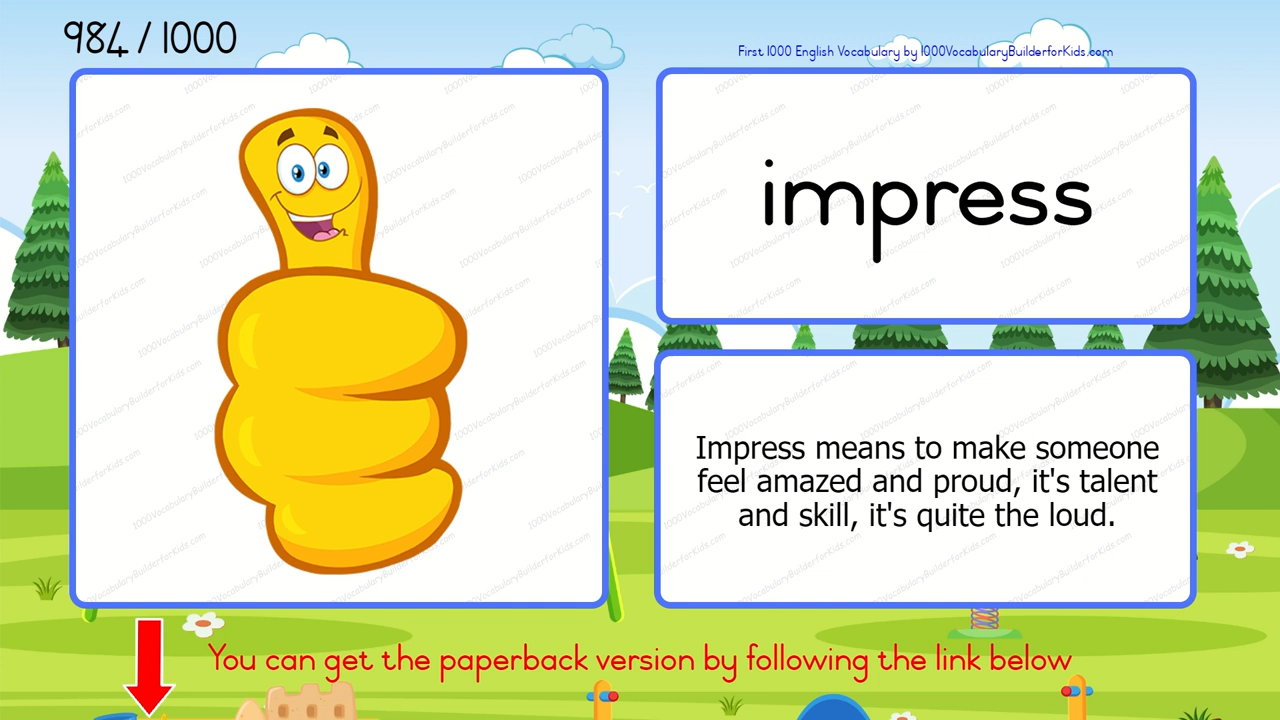 984 / 1000
First 1000 English Vocabulary by 1000VocabularyBuilderforKids.com
impress
Impress means to make someone
feel amazed and proud, it's talent
and skill, it's quite the loud.
You can get the paperback version by following the link below